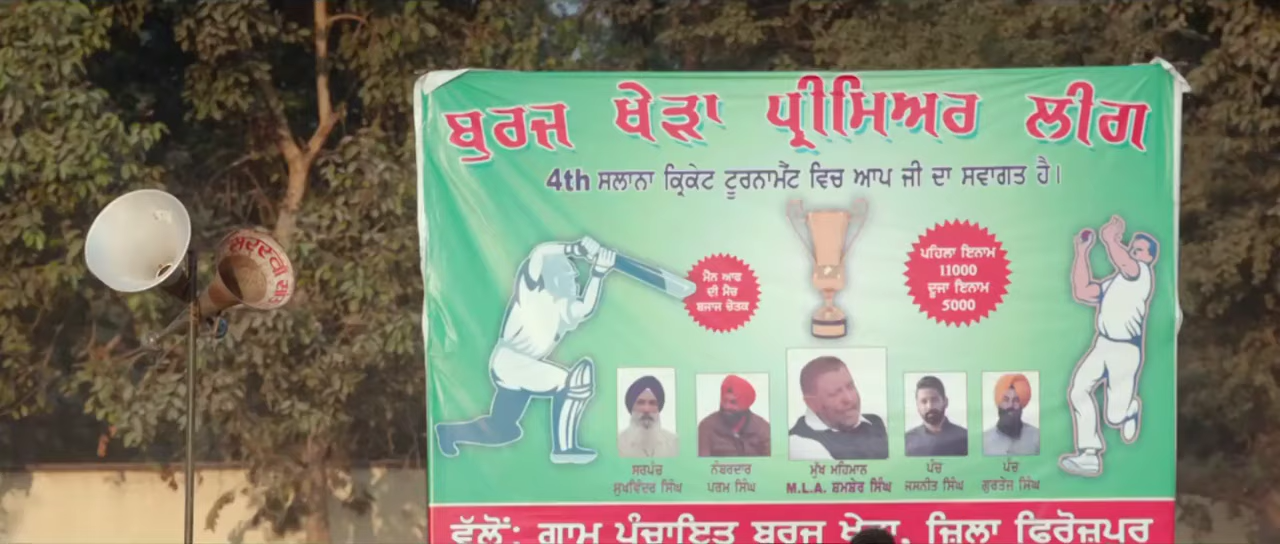 ਬੁਰਜ ਖੇੜਾ ਪ੍ਰੀਮਿਅਰ ਲੀਗ
4th ਸਲਾਨਾ ਕ੍ਰਿਕੇਟ ਟੂਰਨਾਮੈਂਟ ਵਿਚ ਆਪ ਜੀ ਦਾ ਸਵਾਗਤ ਹੈ।
ਮੈਨ ਆਫ
ਦੀ ਮੈਚ
ਬਜਾਜ ਚੇਤਕ
ਪਹਿਲਾ ਇਨਾਮ
11000
ਦੂਜਾ ਇਨਾਮ
5000
ਸਰਪੰਚ
ਸੁਖਵਿੰਦਰ ਸਿੰਘ
ਨੰਬਰਦਾਰ
ਪਰਮ ਸਿੰਘ
ਮੁੱਖ ਮਹਿਮਾਨ
M.L.A. ਸ਼ਮਸ਼ੇਰ ਸਿੰਘ
ਪੰਚ
ਜਸਨੀਤ ਸਿੰਘ
ਪੰਚ
ਗੁਰਤੇਜ ਸਿੰਘ
ਵੱਲੋਂ: ਗ੍ਰਾਮ ਪੰਚਾਇਤ ਬੁਰਜ ਖੇੜਾ, ਜ਼ਿਲਾ ਫਿਰੋਜ਼ਪੁਰ